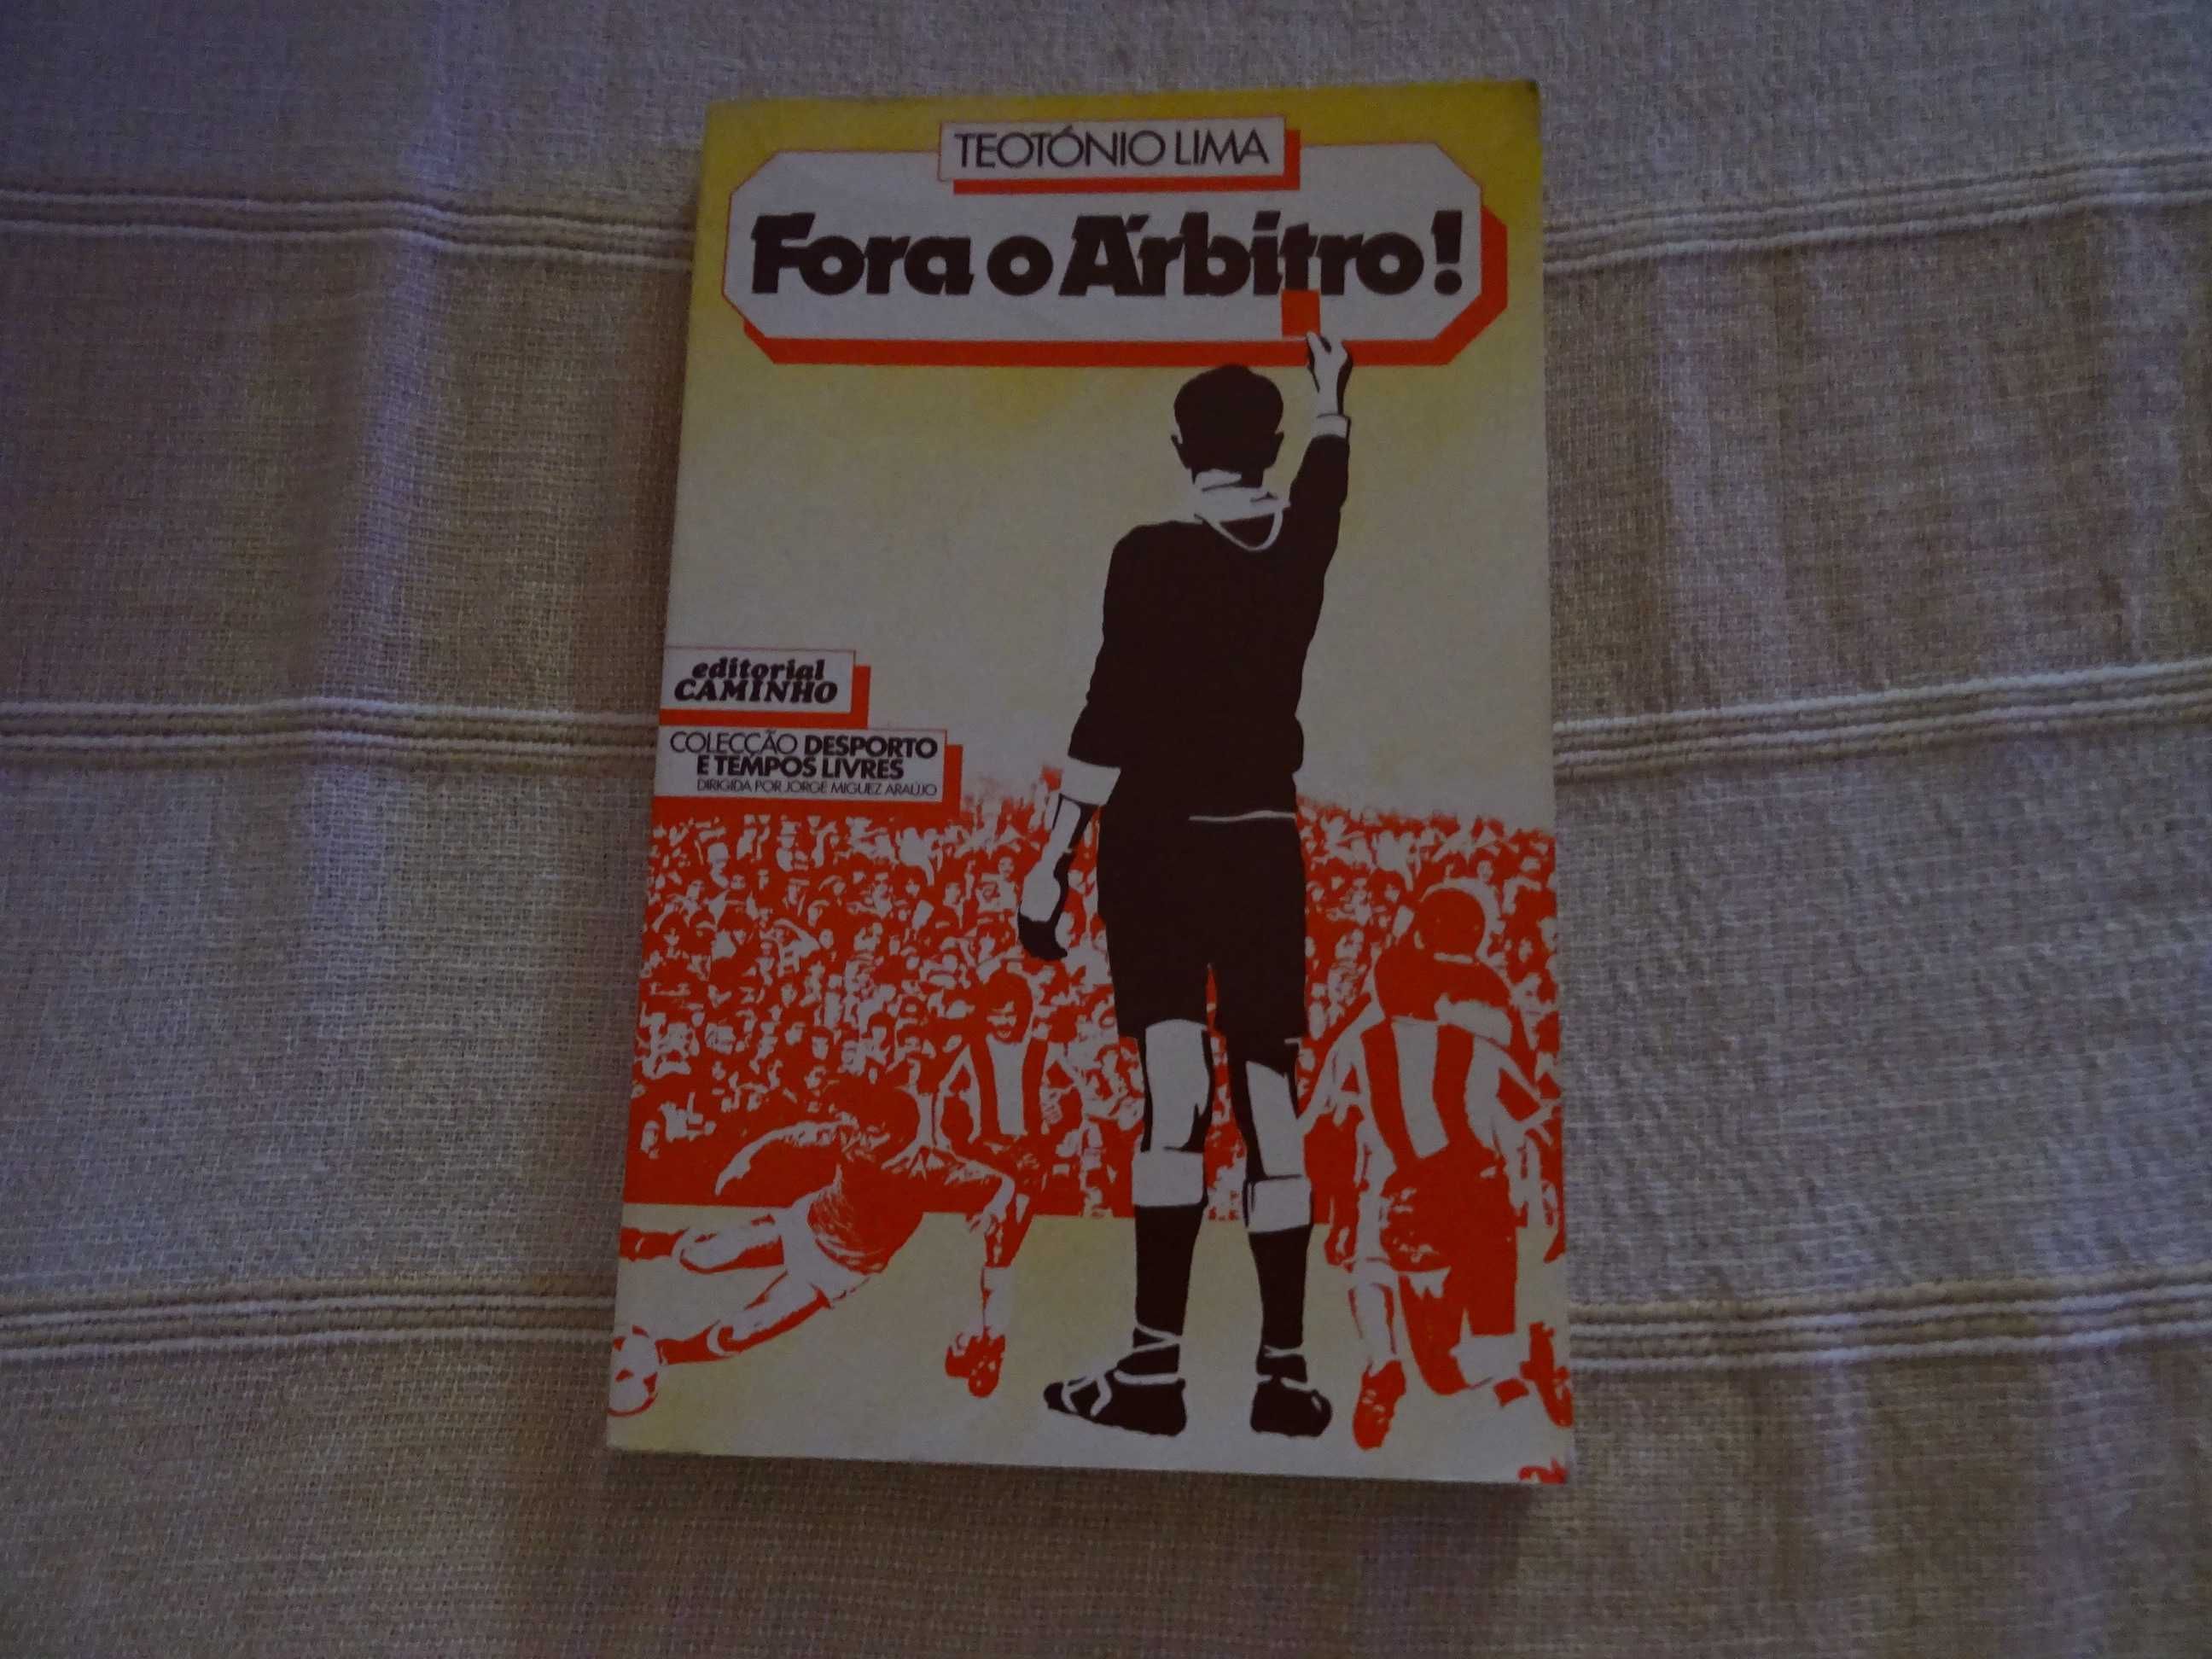 TEOTÓNIO LIMA
Fora o Árbitro!
editorial
CAMINHO
COLECÇÃO DESPORTO
E TEMPOS LIVRES
DIRIGIDA POR JORGE MIGUEZ ARAÚJO